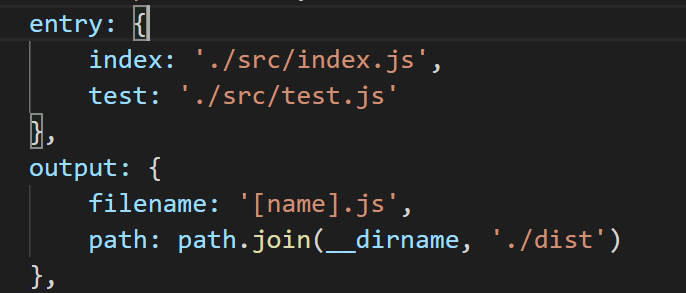 entry: {
    index: './src/index.js',
    test: './src/test.js'
},
output: {
    filename: '[name].js',
    path: path.join(__dirname, './dist')
},